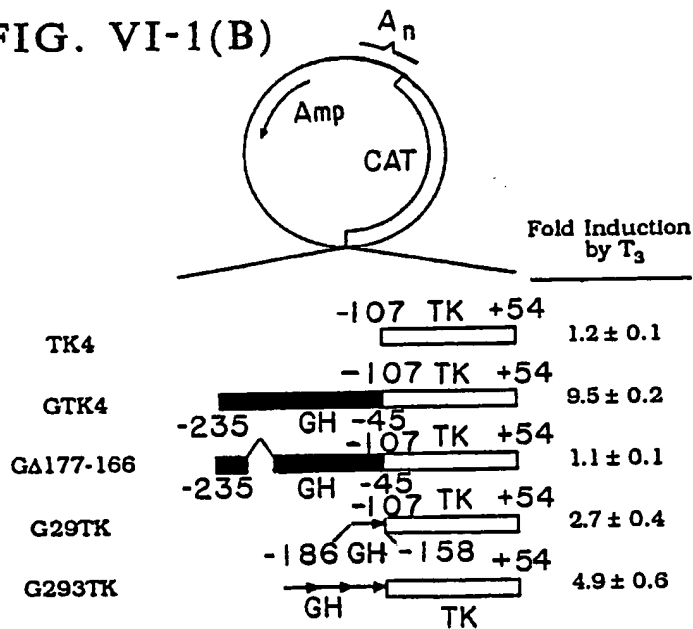 FIG. VI-1(B)
An
Amp
CAT
Fold Induction
by T3
-107 TK +54
TK4
1.2 ± 0.1
-107 TK +54
GTK4
9.5 ± 0.2
-235 GH -45
-107 TK +54
GΔ177-166
1.1 ± 0.1
-235 GH -45
-107 TK +54
G29TK
2.7 ± 0.4
-186 GH -158
+54
G293TK
4.9 ± 0.6
GH
TK